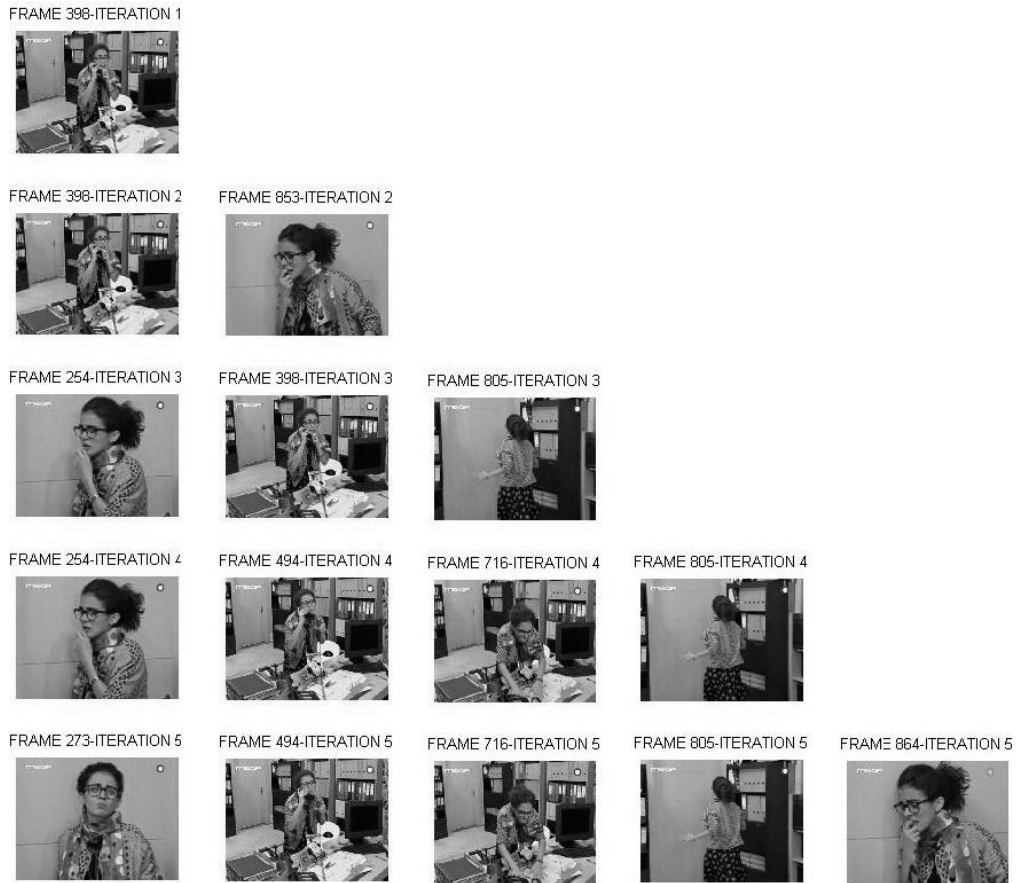 FRAME 398-ITERATION 1
FRAME 398-ITERATION 2 FRAME 853-ITERATION 2
FRAME 254-ITERATION 3 FRAME 398-ITERATION 3 FRAME 805-ITERATION 3
FRAME 254-ITERATION 4 FRAME 494-ITERATION 4 FRAME 716-ITERATION 4 FRAME 805-ITERATION 4
FRAME 273-ITERATION 5 FRAME 494-ITERATION 5 FRAME 716-ITERATION 5 FRAME 805-ITERATION 5 FRAME 864-ITERATION 5